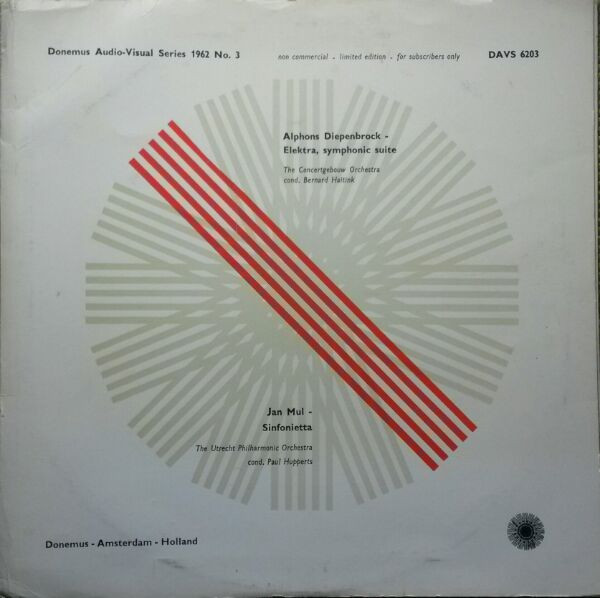 Donemus Audio-Visual Series 1962 No. 3
non commercial - limited edition - for subscribers only
DAVS 6203
Alphons Diepenbrock -
Elektra, symphonic suite
The Concertgebouw Orchestra
cond. Bernard Haitink
Jan Mul -
Sinfonietta
The Utrecht Philharmonic Orchestra
cond. Paul Hupperts
Donemus - Amsterdam - Holland